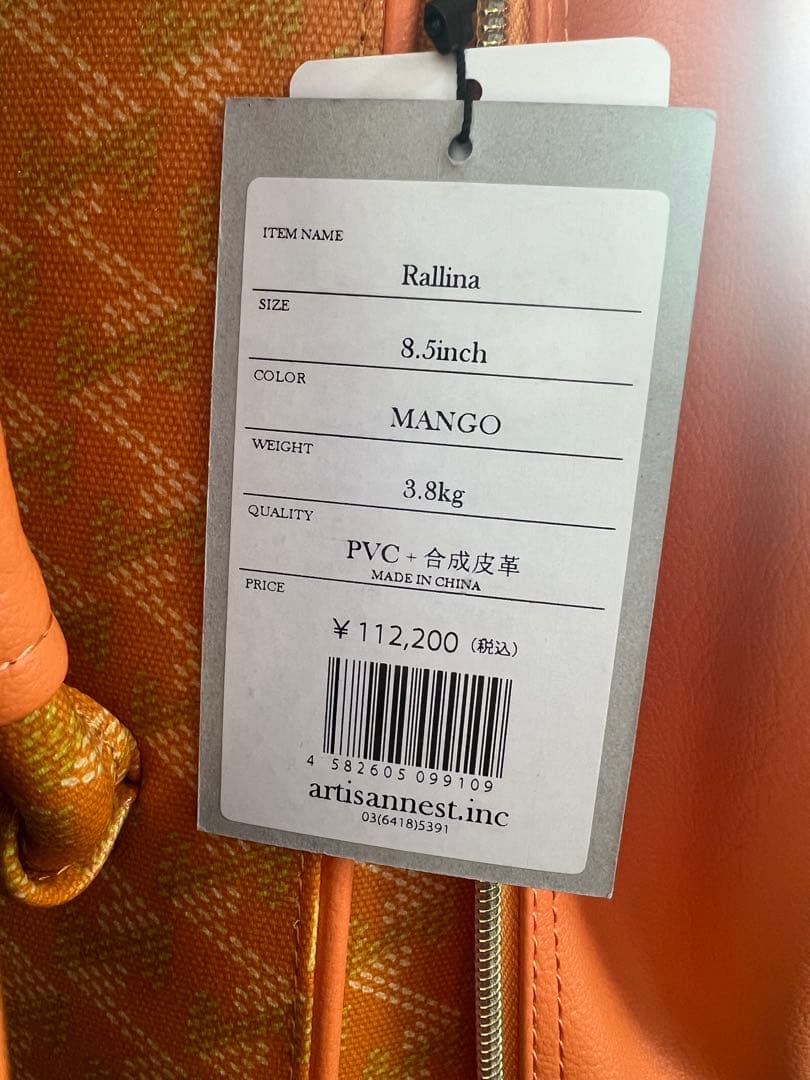 ITEM NAME
Rallina
SIZE
8.5inch
COLOR
MANGO
WEIGHT
3.8kg
QUALITY
PVC + 合成皮革
MADE IN CHINA
PRICE
¥ 112,200 (税込)
4 582605 099109
artisannest.inc
03(6418)5391